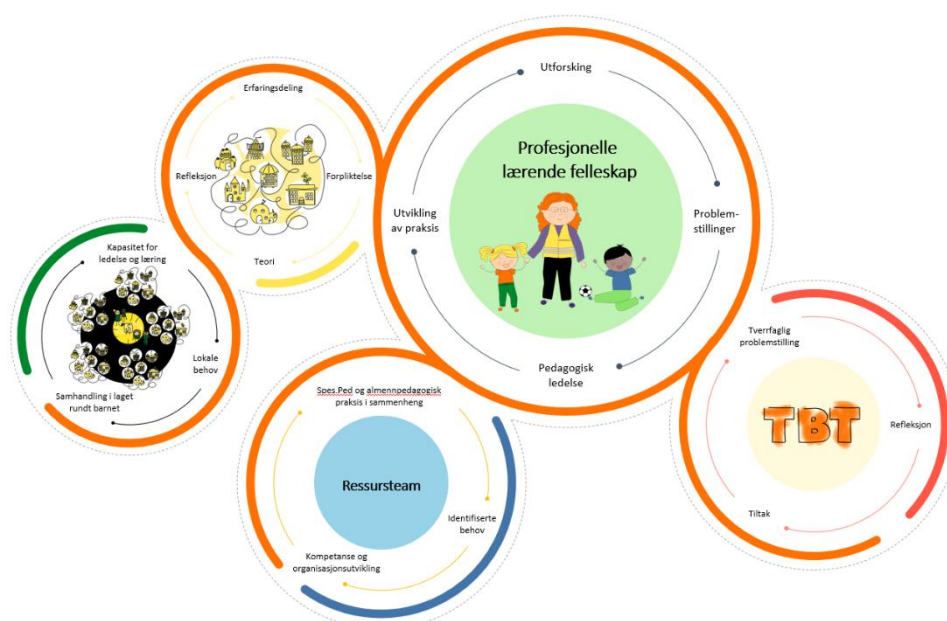 Erfaringsdeling
Refleksjon
Forpliktelse
Teori
Kapasitet for
ledelse og læring
Lokale
behov
Samhandling i laget
rundt barnet
Utforsking
Profesjonelle
lærende felleskap
Utvikling
av praksis
Problem-
stillinger
Pedagogisk
ledelse
Spes.Ped og almennpedagogisk
praksis i sammenheng
Ressursteam
Identifiserte
behov
Kompetanse og
organisasjonsutvikling
Tverrfaglig
problemstilling
TBT
Refleksjon
Tiltak